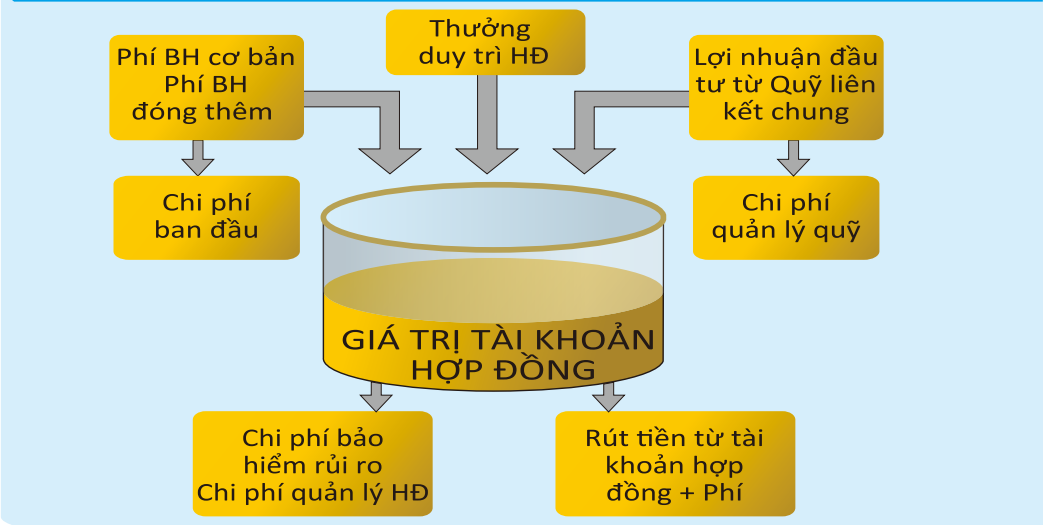 Thưởng
duy trì HĐ
Phí BH cơ bản
Phí BH
đóng thêm
Lợi nhuận đầu
tư từ Quỹ liên
kết chung
Chi phí
ban đầu
Chi phí
quản lý quỹ
GIÁ TRỊ TÀI KHOẢN
HỢP ĐỒNG
Chi phí bảo
hiểm rủi ro
Chi phí quản lý HĐ
Rút tiền từ tài
khoản hợp
đồng + Phí